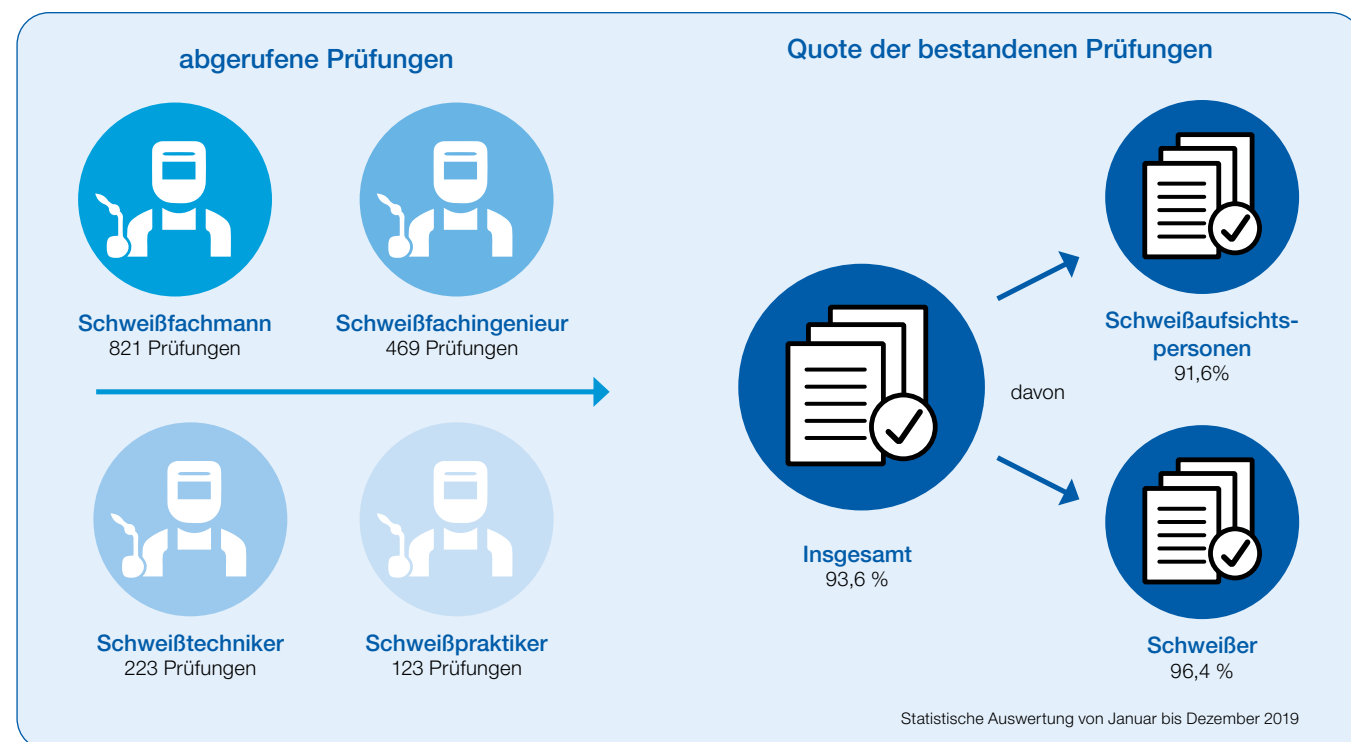 abgerufene Prüfungen
Schweißfachmann
821 Prüfungen
Schweißfachingenieur
469 Prüfungen
Schweißtechniker
223 Prüfungen
Schweißpraktiker
123 Prüfungen
Quote der bestandenen Prüfungen
Insgesamt
93,6 %
davon
Schweißaufsichts-
personen
91,6%
Schweißer
96,4 %
Statistische Auswertung von Januar bis Dezember 2019